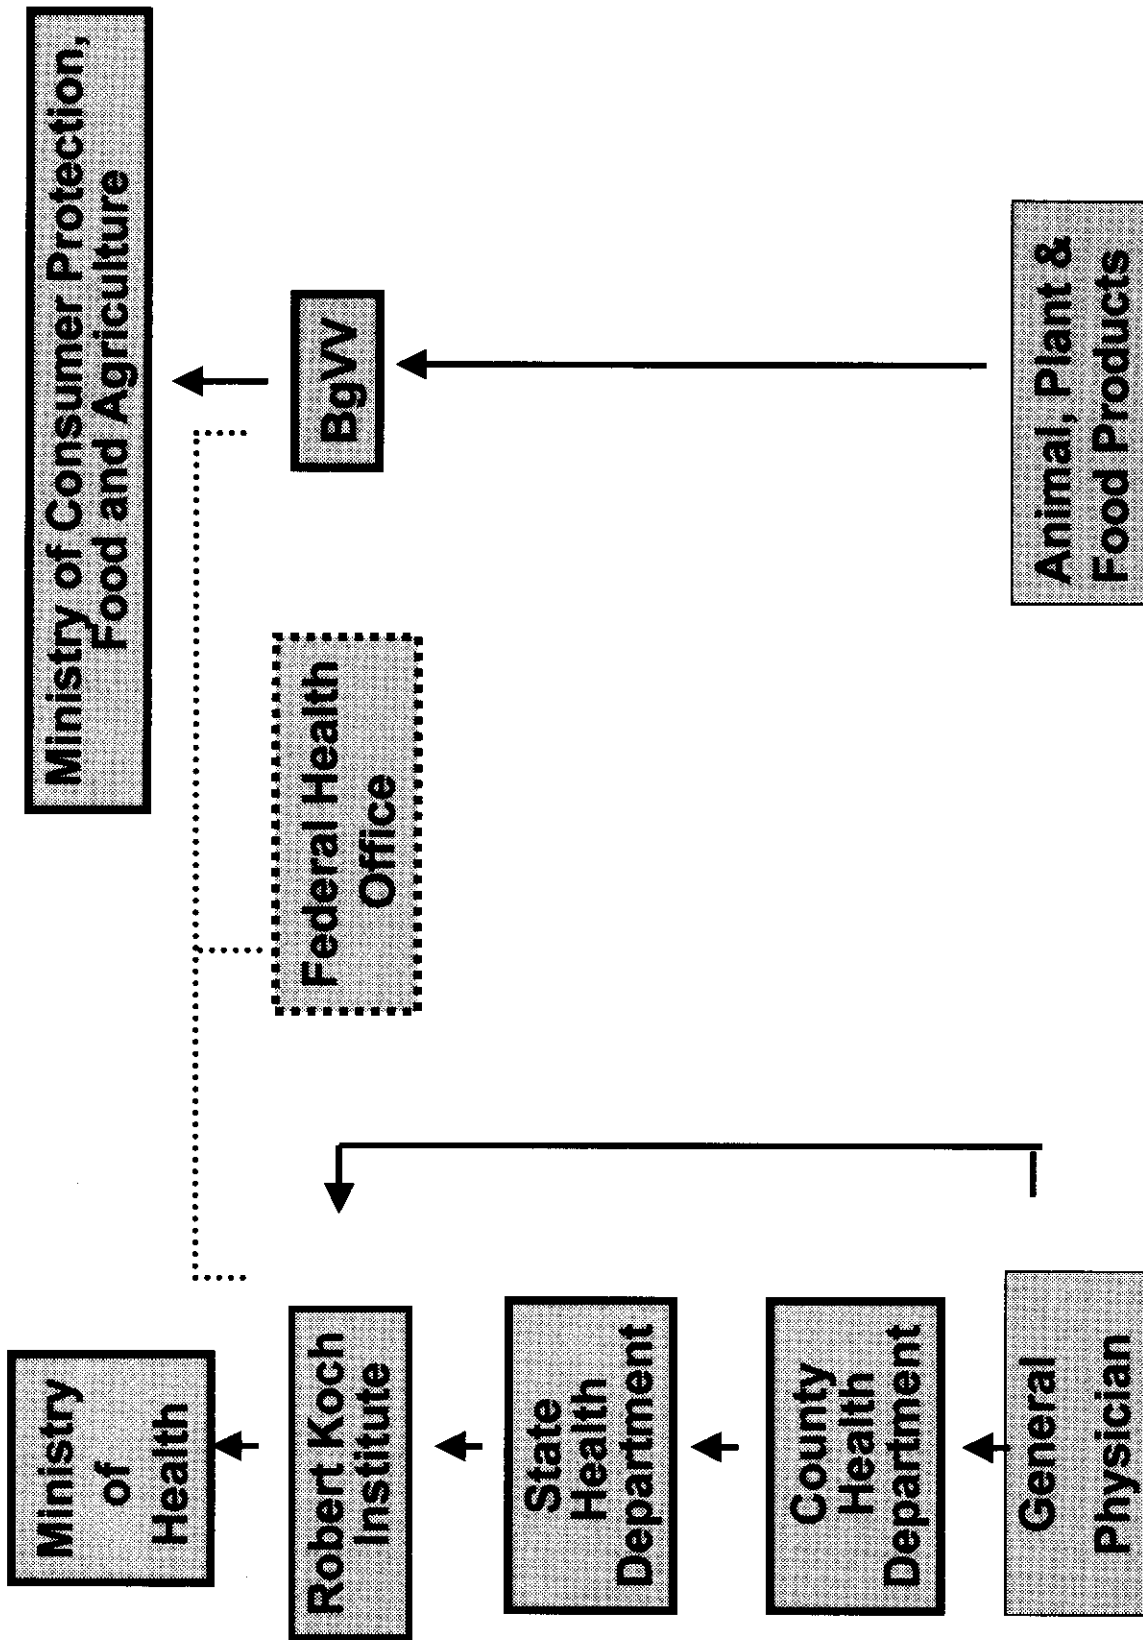 Ministry
of
Health
Ministry of Consumer Protection,
Food and Agriculture
Robert Koch
Institute
Federal Health
Office
BgVV
State
Health
Department
County
Health
Department
General
Physician
Animal, Plant &
Food Products